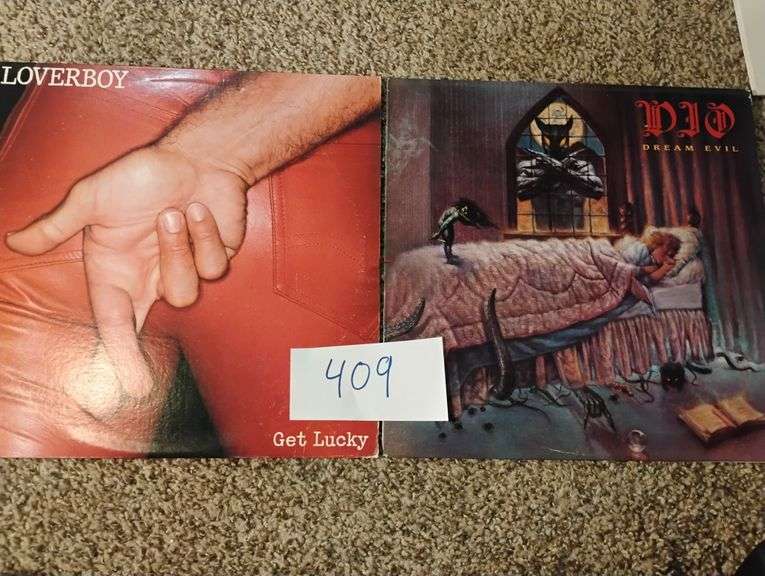 LOVERBOY
DIO
DREAM EVIL
409
Get Lucky